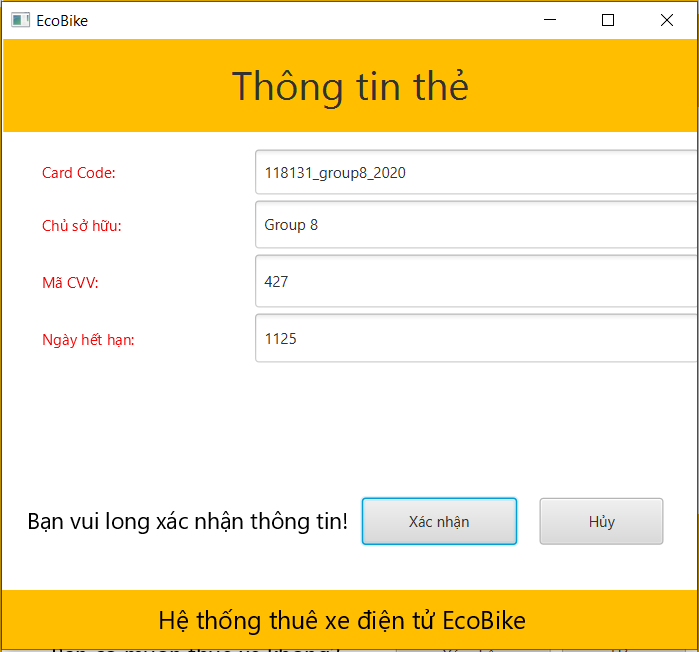 EcoBike
Thông tin thẻ
Card Code: 118131_group8_2020
Chủ sở hữu: Group 8
Mã CVV: 427
Ngày hết hạn: 1125
Bạn vui long xác nhận thông tin! Xác nhận Hủy
Hệ thống thuê xe điện tử EcoBike